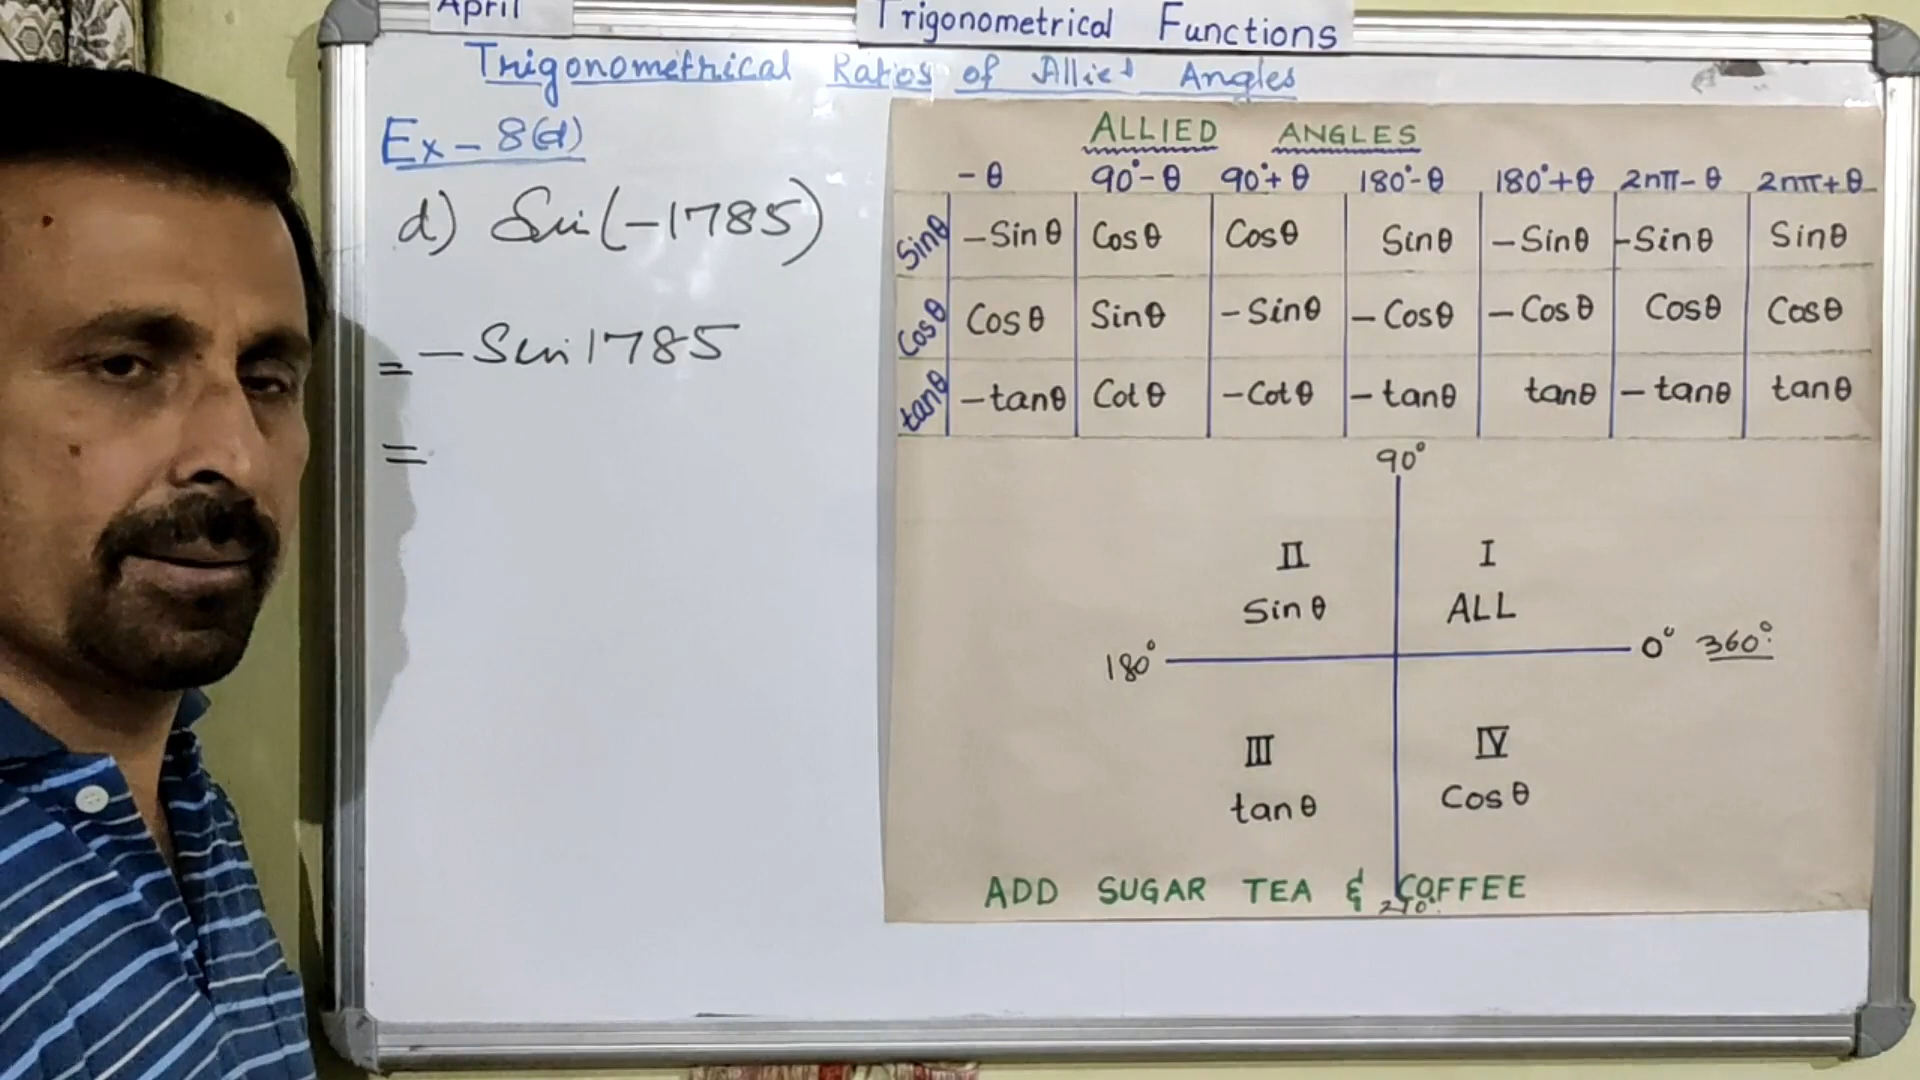 April
Trigonometrical Functions
Trigonometrical Ratios of Allied Angles
Ex - 8(d)
d) Sin(-1785)
= - Sin 1785
=
ALLIED ANGLES
-θ 90°-θ 90°+θ 180°-θ 180°+θ 2nπ-θ 2nπ+θ
Sinθ -Sinθ Cosθ Cosθ Sinθ -Sinθ -Sinθ Sinθ
Cosθ Cosθ Sinθ -Sinθ -Cosθ -Cosθ Cosθ Cosθ
tanθ -tanθ Cotθ -Cotθ -tanθ tanθ -tanθ tanθ
90°
II I
Sinθ ALL
180° 0° 360°
III IV
tanθ Cosθ
ADD SUGAR TEA & COFFEE
270°